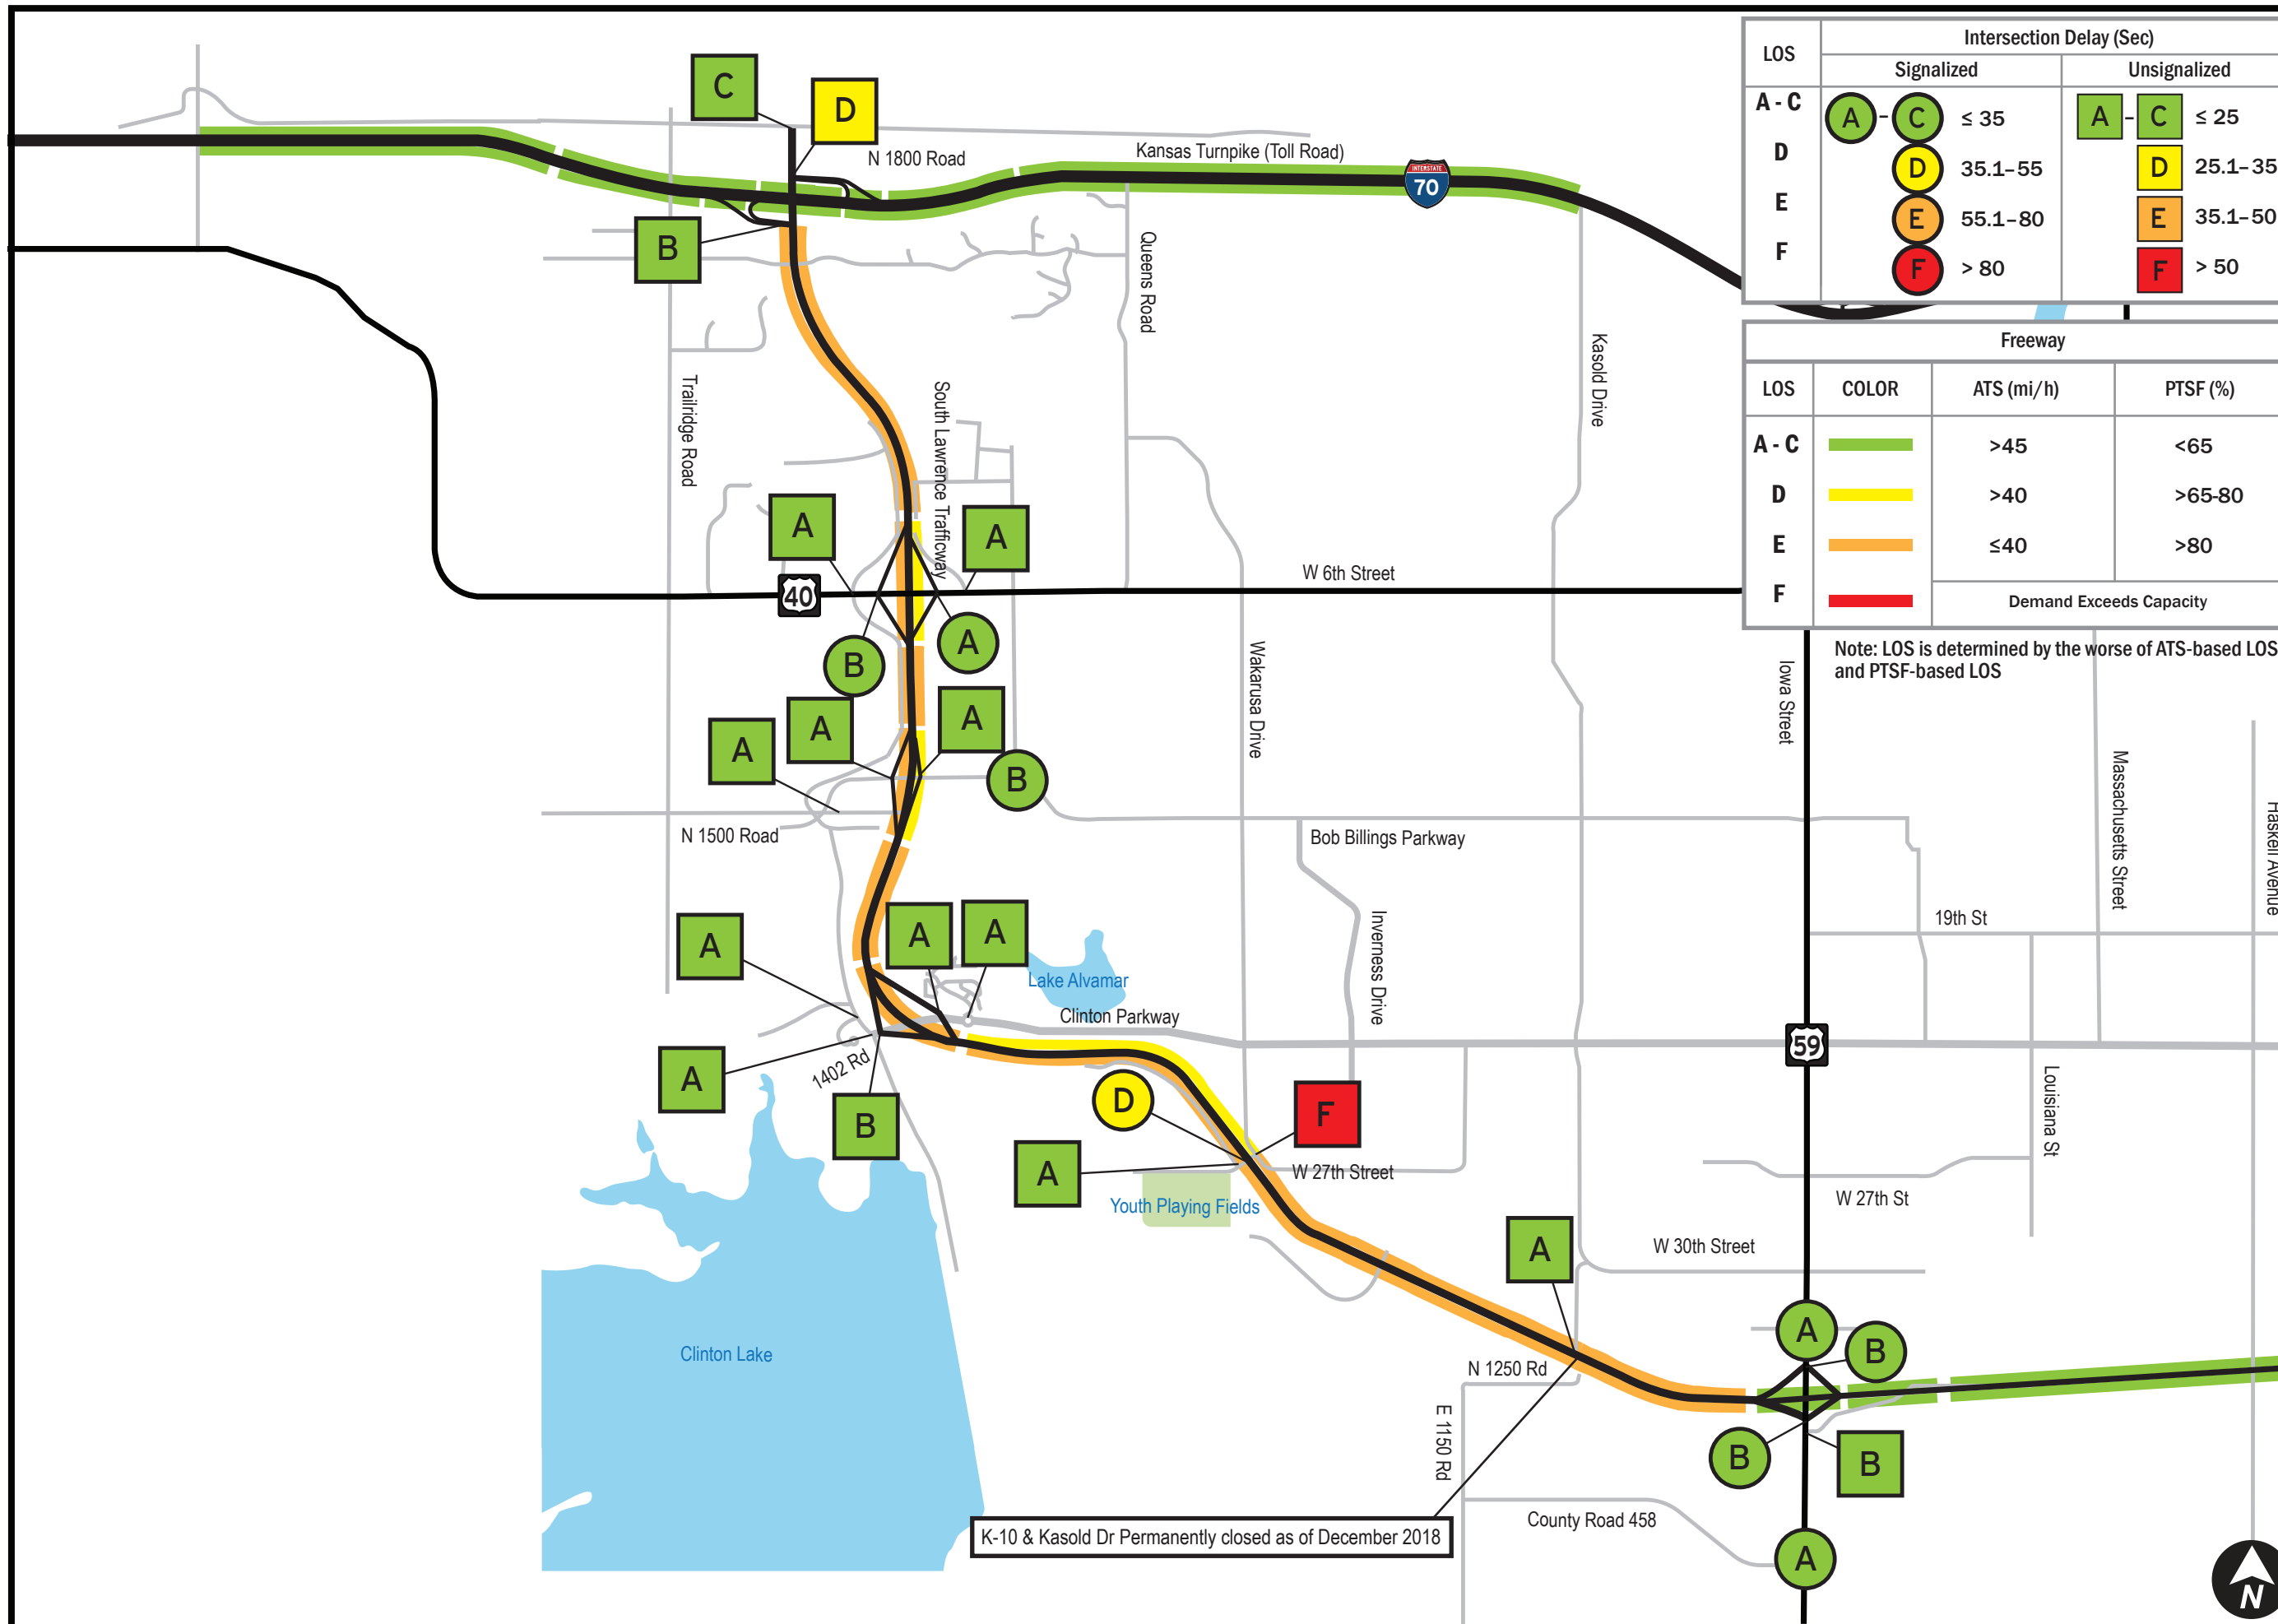 LOS
Intersection Delay (Sec)
Signalized
Unsignalized
A - C
A - C ≤ 35
A - C ≤ 25
D
D 35.1–55
D 25.1–35
E
E 55.1–80
E 35.1–50
F
F > 80
F > 50
Freeway
LOS
COLOR
ATS (mi/h)
PTSF (%)
A - C
>45
<65
D
>40
>65-80
E
≤40
>80
F
Demand Exceeds Capacity
Note: LOS is determined by the worse of ATS-based LOS
and PTSF-based LOS
C
D
N 1800 Road
Kansas Turnpike (Toll Road)
INTERSTATE
70
B
Queens Road
Kasold Drive
Trailridge Road
South Lawrence Trafficway
A
A
40
W 6th Street
B
A
Wakarusa Drive
Iowa Street
A
A
A
B
N 1500 Road
Bob Billings Parkway
Massachusetts Street
Haskell Avenue
A
A
A
Lake Alvamar
Inverness Drive
19th St
Clinton Parkway
59
A
1402 Rd
B
D
F
Louisiana St
A
W 27th Street
Youth Playing Fields
W 27th St
A
W 30th Street
Clinton Lake
A
B
N 1250 Rd
E 1150 Rd
B
B
County Road 458
K-10 & Kasold Dr Permanently closed as of December 2018
A
N